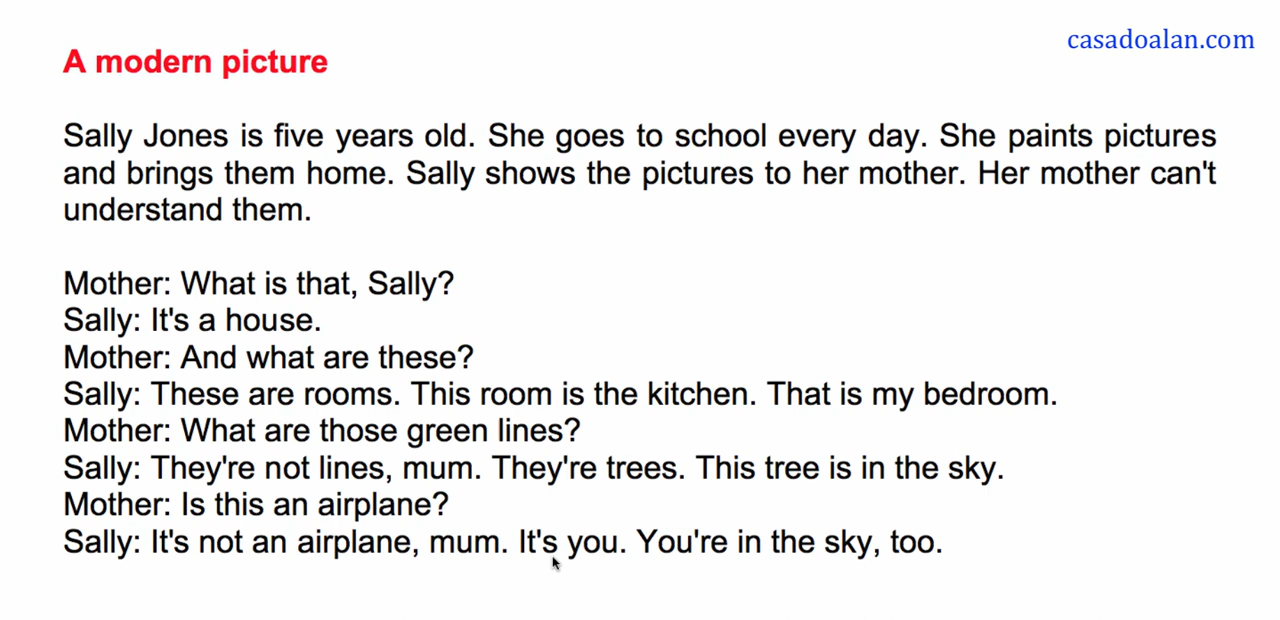 casadoalan.com
A modern picture
Sally Jones is five years old. She goes to school every day. She paints pictures
and brings them home. Sally shows the pictures to her mother. Her mother can't
understand them.
Mother: What is that, Sally?
Sally: It's a house.
Mother: And what are these?
Sally: These are rooms. This room is the kitchen. That is my bedroom.
Mother: What are those green lines?
Sally: They're not lines, mum. They're trees. This tree is in the sky.
Mother: Is this an airplane?
Sally: It's not an airplane, mum. It's you. You're in the sky, too.